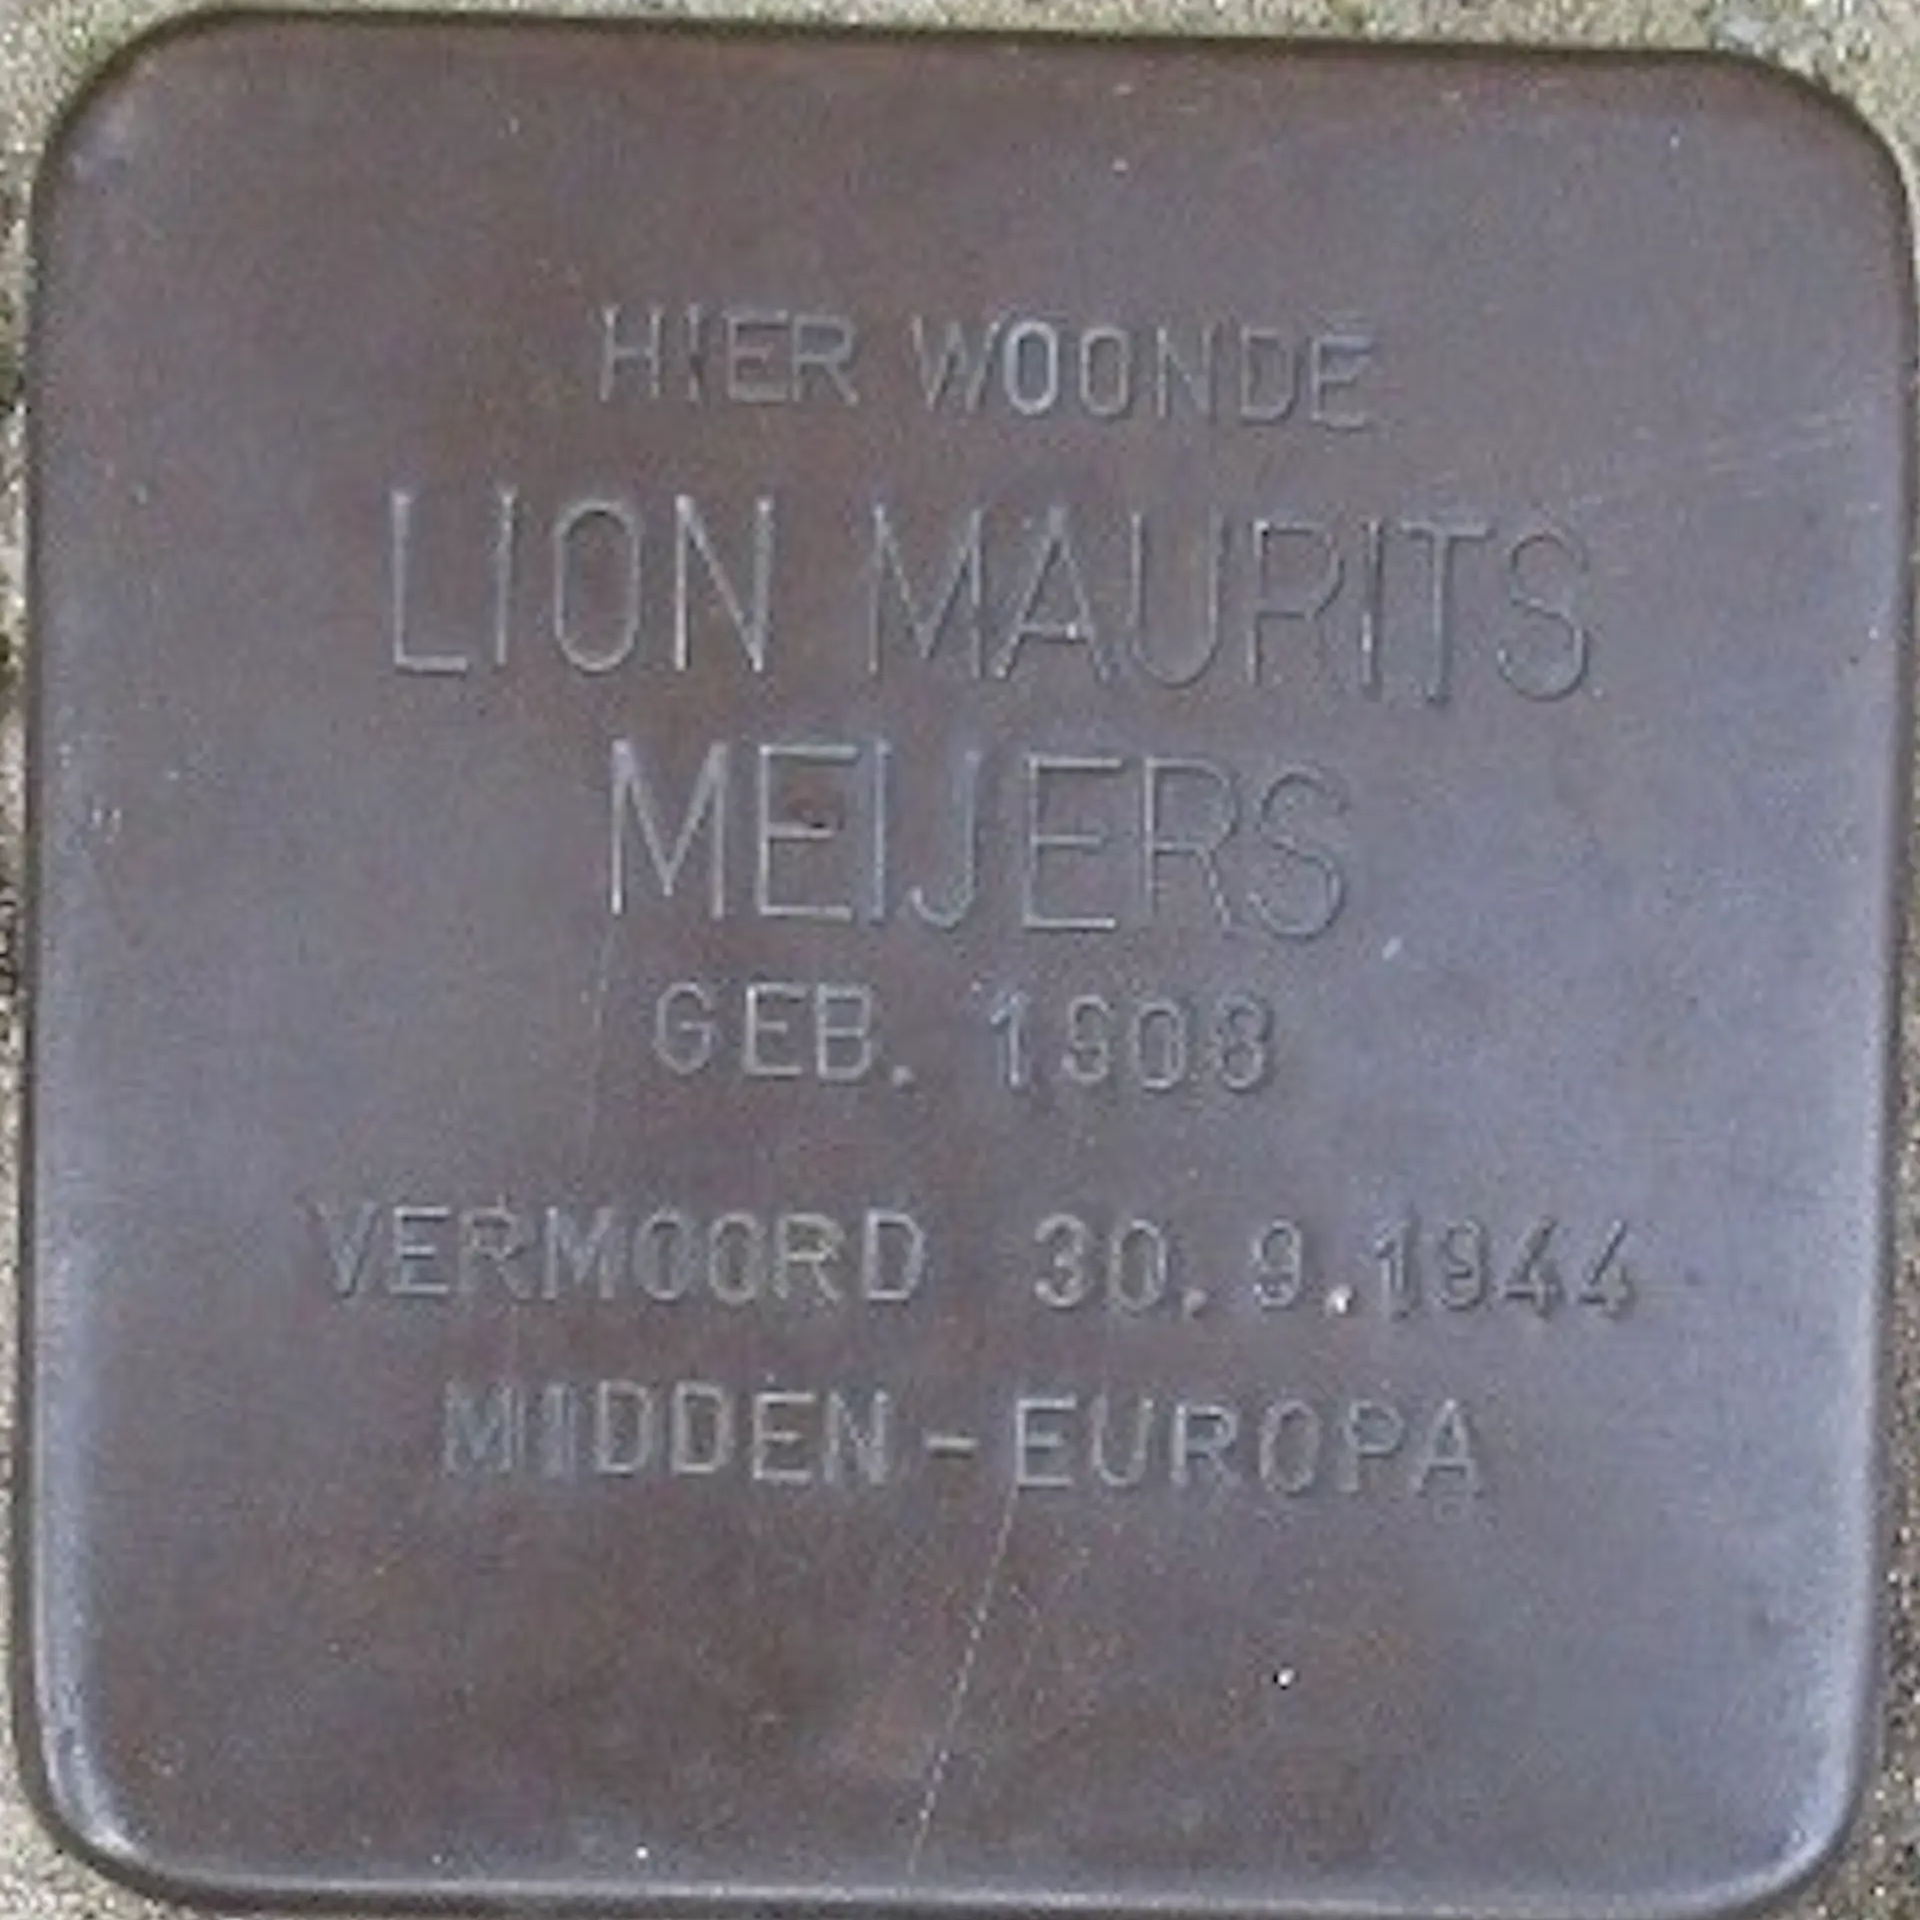 HIER WOONDE
LION MAURITS
MEIJERS
GEB. 1908
VERMOORD 30.9.1944
MIDDEN-EUROPA